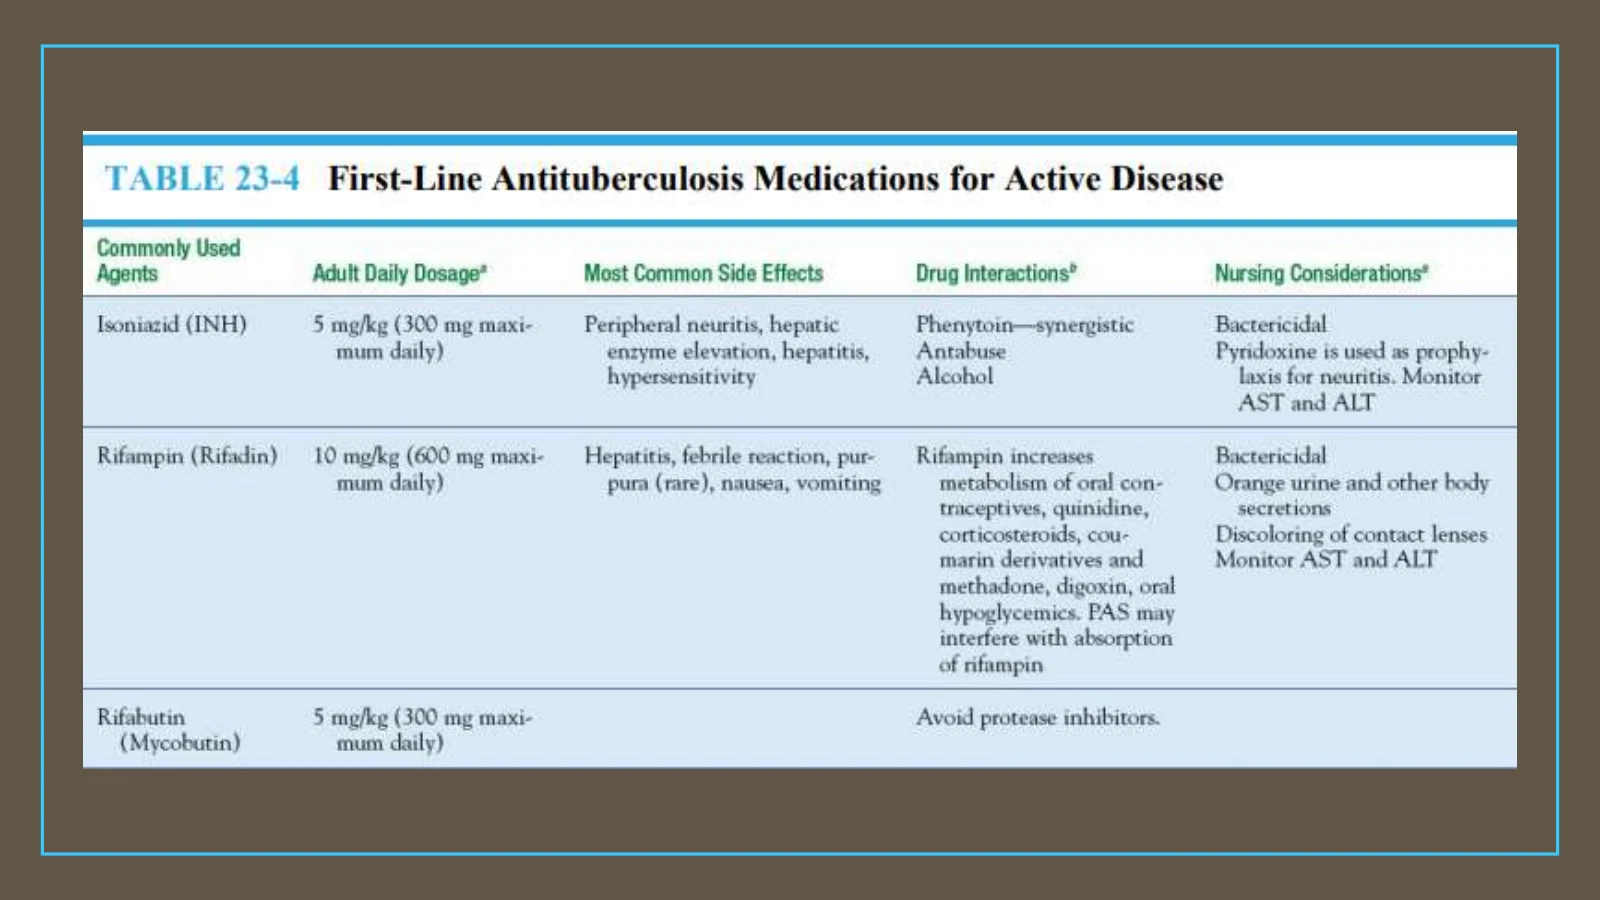 TABLE 23-4 First-Line Antituberculosis Medications for Active Disease
Commonly Used
Agents
Adult Daily Dosageᵃ
Most Common Side Effects
Drug Interactionsᵇ
Nursing Considerationsᵃ
Isoniazid (INH)
5 mg/kg (300 mg maxi-
mum daily)
Peripheral neuritis, hepatic
enzyme elevation, hepatitis,
hypersensitivity
Phenytoin—synergistic
Antabuse
Alcohol
Bactericidal
Pyridoxine is used as prophy-
laxis for neuritis. Monitor
AST and ALT
Rifampin (Rifadin)
10 mg/kg (600 mg maxi-
mum daily)
Hepatitis, febrile reaction, pur-
pura (rare), nausea, vomiting
Rifampin increases
metabolism of oral con-
traceptives, quinidine,
corticosteroids, cou-
marin derivatives and
methadone, digoxin, oral
hypoglycemics. PAS may
interfere with absorption
of rifampin
Bactericidal
Orange urine and other body
secretions
Discoloring of contact lenses
Monitor AST and ALT
Rifabutin
(Mycobutin)
5 mg/kg (300 mg maxi-
mum daily)
Avoid protease inhibitors.